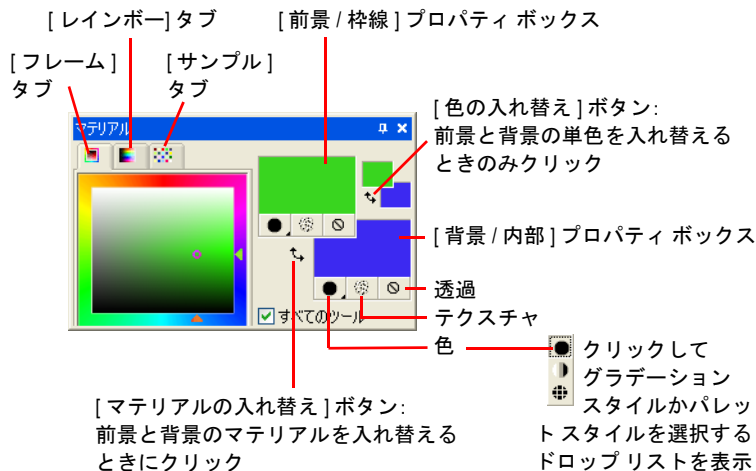 [レインボー] タブ
[前景 / 枠線 ] プロパティ ボックス
[フレーム ]
タブ
[サンプル ]
タブ
[色の入れ替え ] ボタン:
前景と背景の単色を入れ替える
ときのみクリック
マテリアル
[背景 / 内部 ] プロパティ ボックス
透過
テクスチャ
色
すべてのツール
クリックして
グラデーション
スタイルかパレッ
ト スタイルを選択する
ドロップ リストを表示
[マテリアルの入れ替え ] ボタン:
前景と背景のマテリアルを入れ替える
ときにクリック